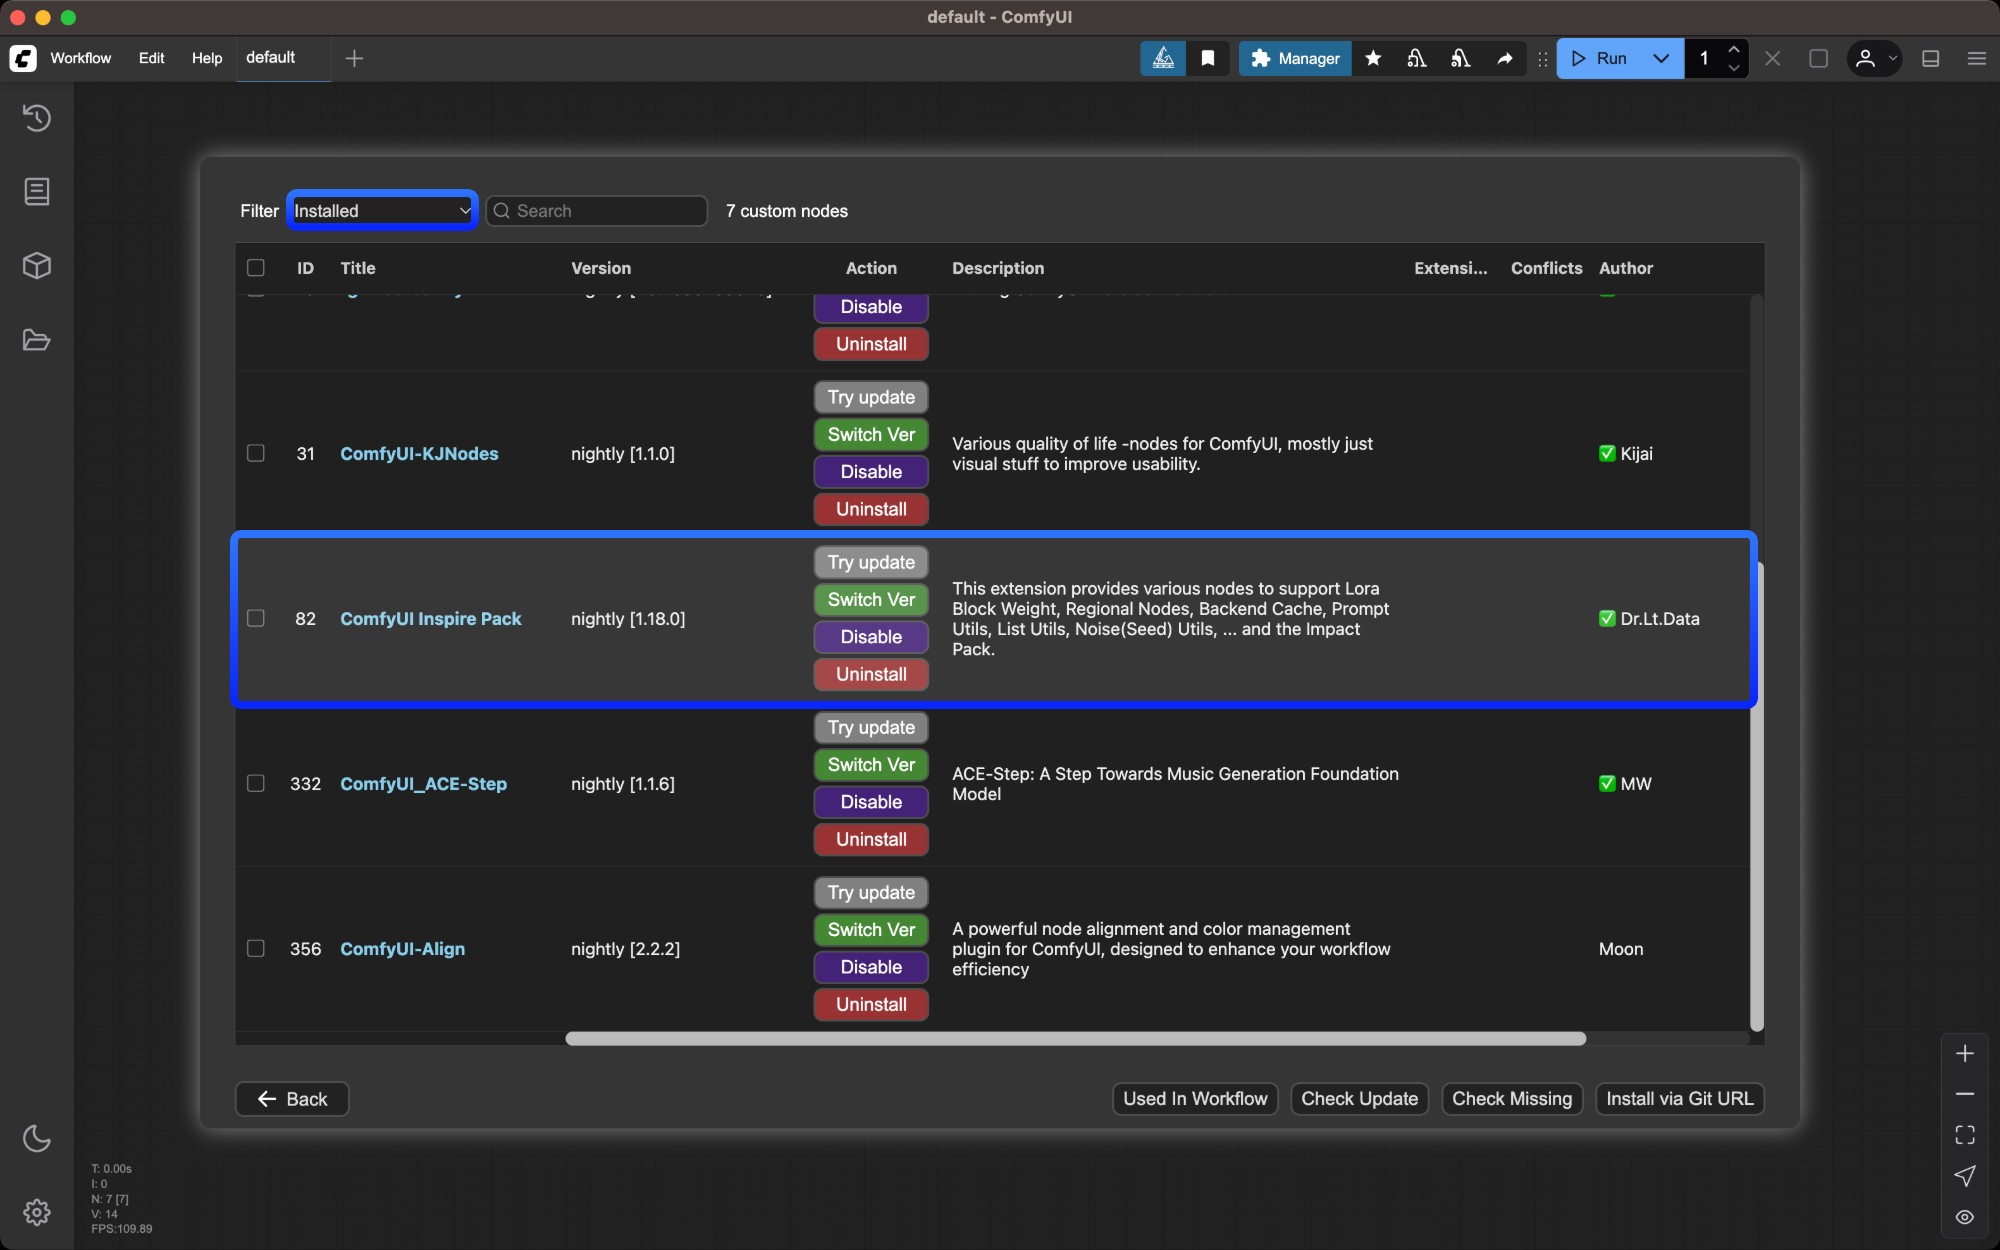 default - ComfyUI
Workflow Edit Help default
Manager Run 1
Filter Installed Search 7 custom nodes
ID Title Version Action Description Extensi... Conflicts Author
Disable
Uninstall
Try update
Switch Ver
31 ComfyUI-KJNodes nightly [1.1.0] Various quality of life -nodes for ComfyUI, mostly just
visual stuff to improve usability. ✅ Kijai
Disable
Uninstall
Try update
Switch Ver
82 ComfyUI Inspire Pack nightly [1.18.0] This extension provides various nodes to support Lora
Block Weight, Regional Nodes, Backend Cache, Prompt
Utils, List Utils, Noise(Seed) Utils, ... and the Impact
Pack. ✅ Dr.Lt.Data
Disable
Uninstall
Try update
Switch Ver
332 ComfyUI_ACE-Step nightly [1.1.6] ACE-Step: A Step Towards Music Generation Foundation
Model ✅ MW
Disable
Uninstall
Try update
Switch Ver
356 ComfyUI-Align nightly [2.2.2] A powerful node alignment and color management
plugin for ComfyUI, designed to enhance your workflow
efficiency Moon
Disable
Uninstall
Back Used In Workflow Check Update Check Missing Install via Git URL
T: 0.00s
I: 0
N: 7 [7]
V: 14
FPS:109.89